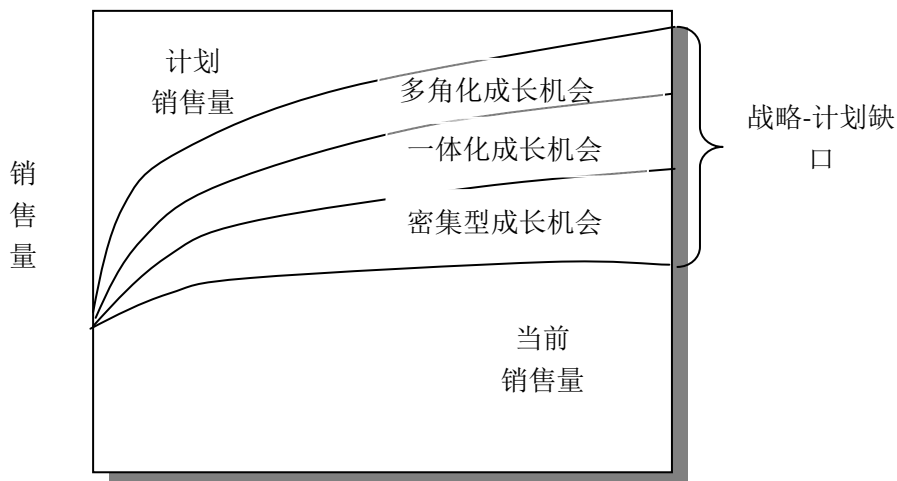 计划
销售量
多角化成长机会
战略-计划缺
口
一体化成长机会
销
售
量
密集型成长机会
当前
销售量